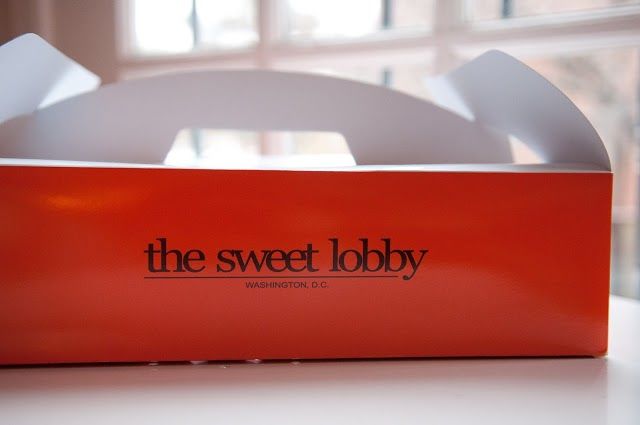 the sweet lobby
WASHINGTON, D.C.